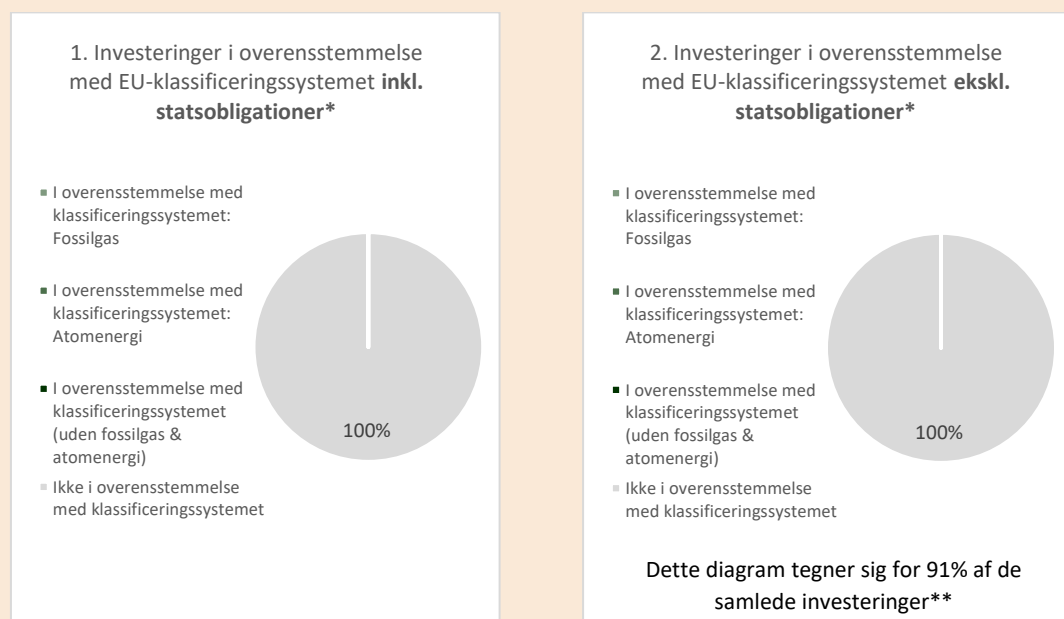 1. Investeringer i overensstemmelse
med EU-klassificeringssystemet inkl.
statsobligationer*
I overensstemmelse med
klassificeringssystemet:
Fossilgas
I overensstemmelse med
klassificeringssystemet:
Atomenergi
I overensstemmelse med
klassificeringssystemet
(uden fossilgas &
atomenergi)
Ikke i overensstemmelse
med klassificeringssystemet
100%
2. Investeringer i overensstemmelse
med EU-klassificeringssystemet ekskl.
statsobligationer*
I overensstemmelse med
klassificeringssystemet:
Fossilgas
I overensstemmelse med
klassificeringssystemet:
Atomenergi
I overensstemmelse med
klassificeringssystemet
(uden fossilgas &
atomenergi)
Ikke i overensstemmelse
med klassificeringssystemet
100%
Dette diagram tegner sig for 91% af de
samlede investeringer**